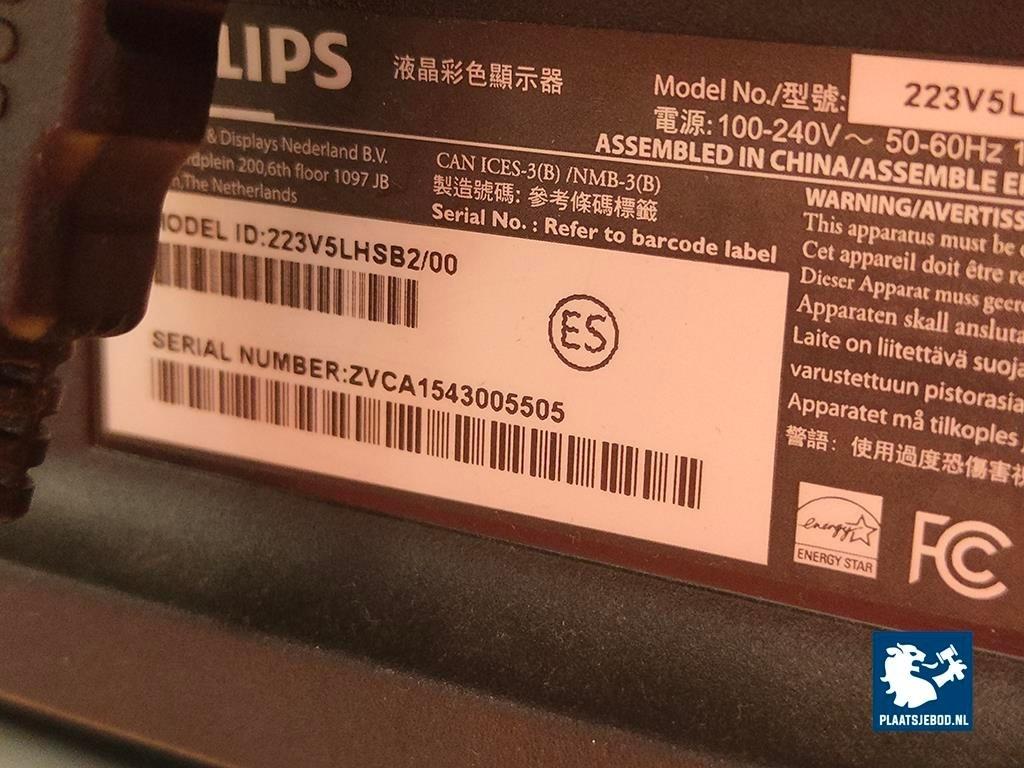 LIPS
液晶彩色顯示器
Model No./型號: 223V5L
電源: 100-240V～ 50-60Hz 1
ASSEMBLED IN CHINA/ASSEMBLE E
& Displays Nederland B.V.
dplein 200,6th floor 1097 JB
The Netherlands
CAN ICES-3(B) /NMB-3(B)
製造號碼: 參考條碼標籤
Serial No. : Refer to barcode label
MODEL ID:223V5LHSB2/00
ES
SERIAL NUMBER:ZVCA1543005505
WARNING/AVERTISS
This apparatus must be
Cet appareil doit être re
Dieser Apparat muss geer
Apparaten skall ansluta
Laite on liitettävä suoja
varustettuun pistorasia
Apparatet må tilkoples
警語: 使用過度恐傷害視
energy
ENERGY STAR
FC
PLAATSJEBOD.NL